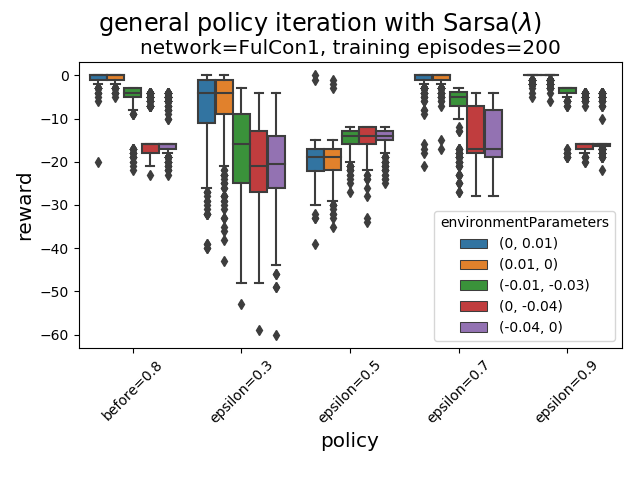 general policy iteration with Sarsa(λ)
network=FulCon1, training episodes=200
0
−10
−20
−30
−40
−50
−60
reward
environmentParameters
(0, 0.01)
(0.01, 0)
(-0.01, -0.03)
(0, -0.04)
(-0.04, 0)
before=0.8
epsilon=0.3
epsilon=0.5
epsilon=0.7
epsilon=0.9
policy